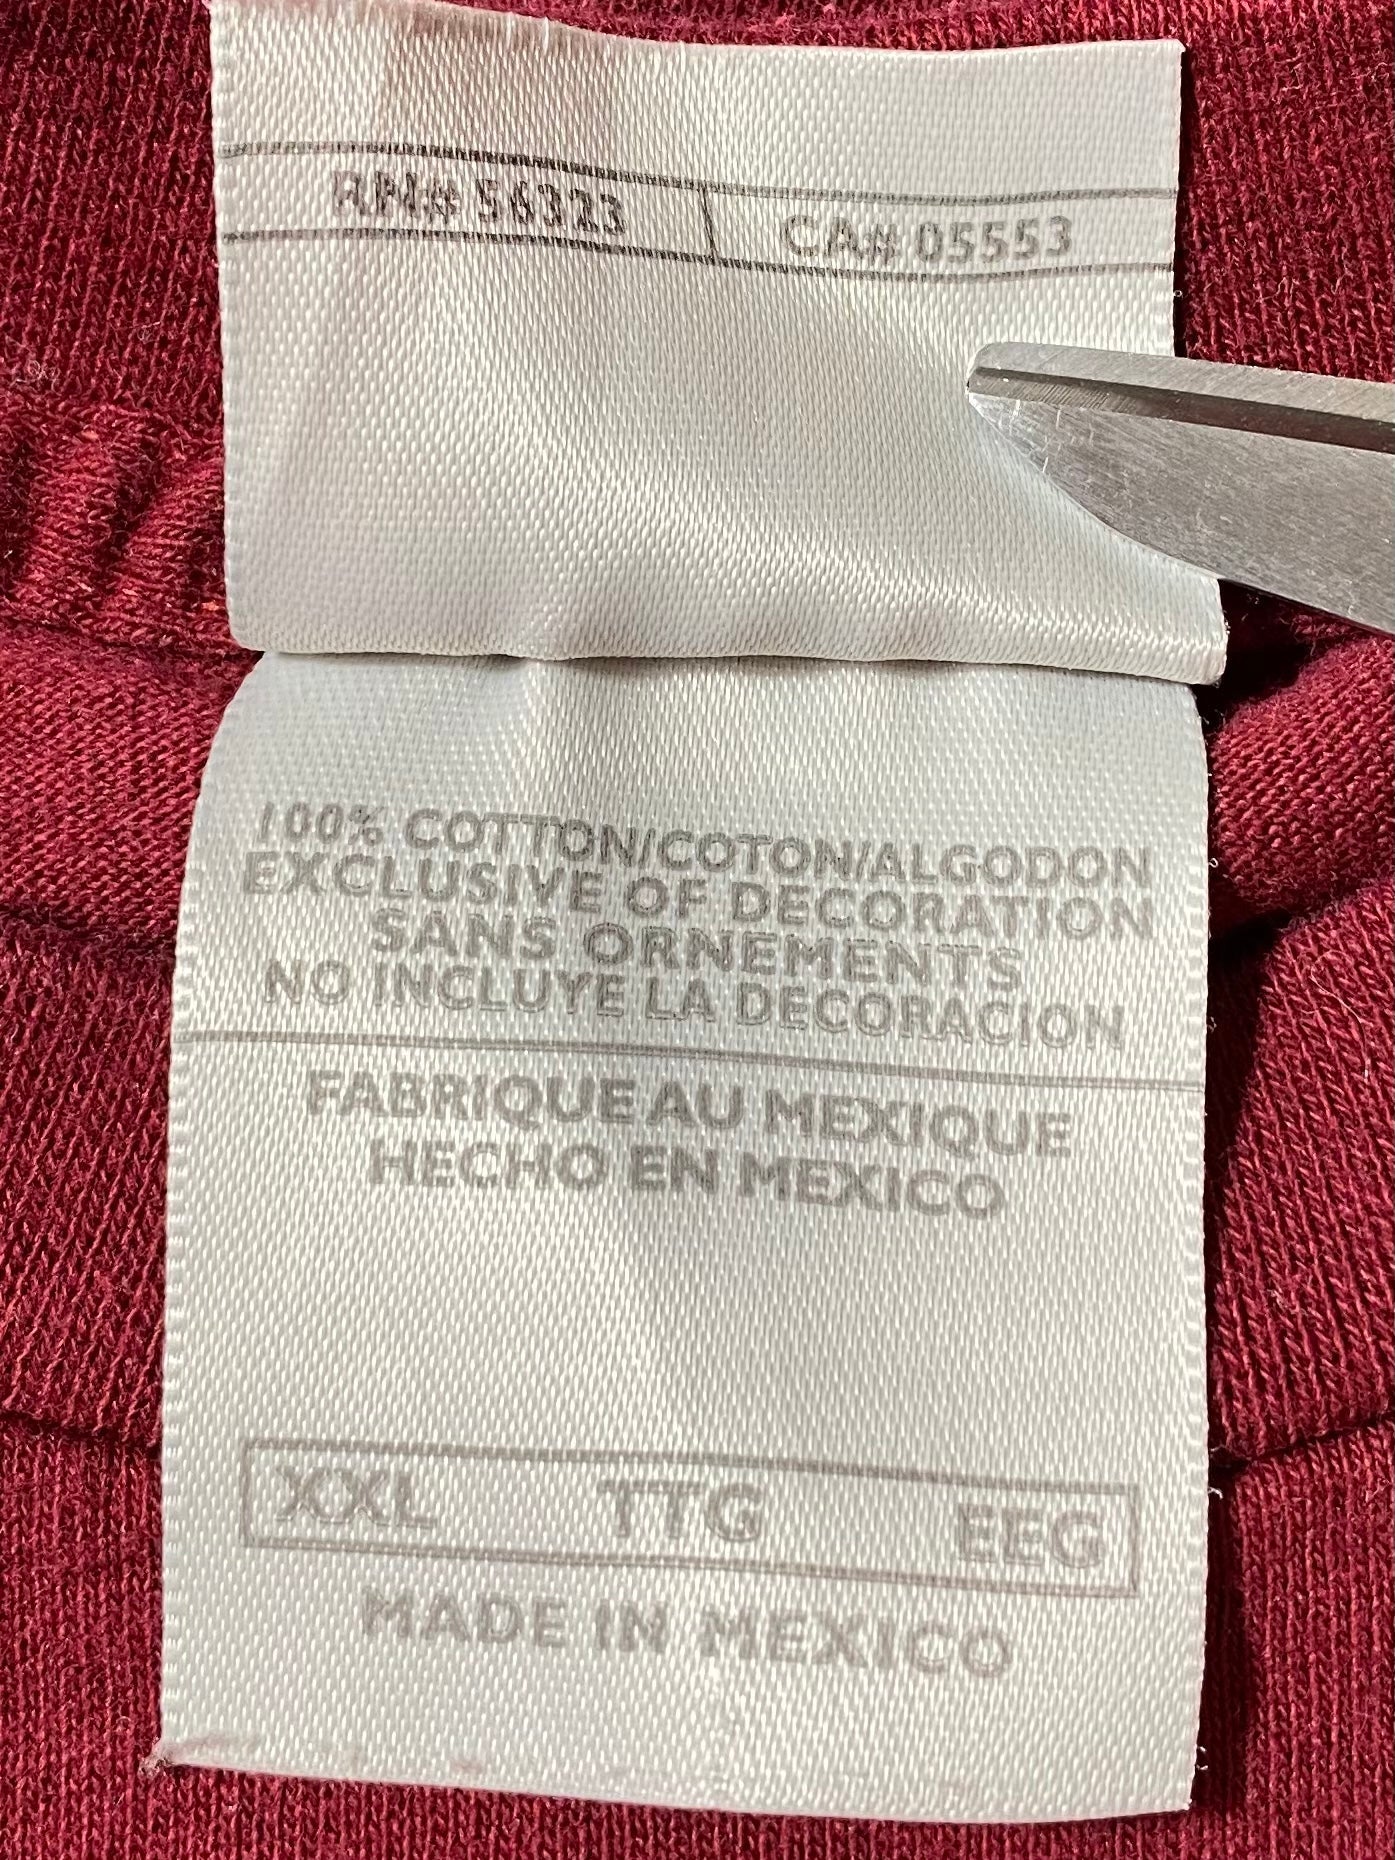 RN# 56323 CA# 05553
100% COTTON/COTON/ALGODON
EXCLUSIVE OF DECORATION
SANS ORNEMENTS
NO INCLUYE LA DECORACION
FABRIQUE AU MEXIQUE
HECHO EN MEXICO
XXL TTG EEG
MADE IN MEXICO